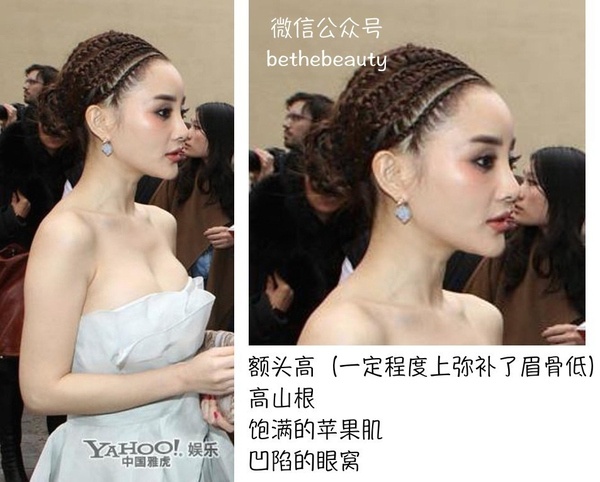 微信公众号
bethebeauty
YAHOO! 娱乐
中国雅虎
额头高（一定程度上弥补了眉骨低）
高山根
饱满的苹果肌
凹陷的眼窝